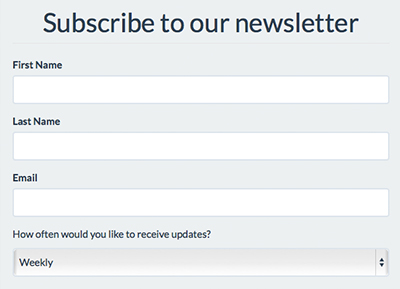 Subscribe to our newsletter
First Name
Last Name
Email
How often would you like to receive updates?
Weekly